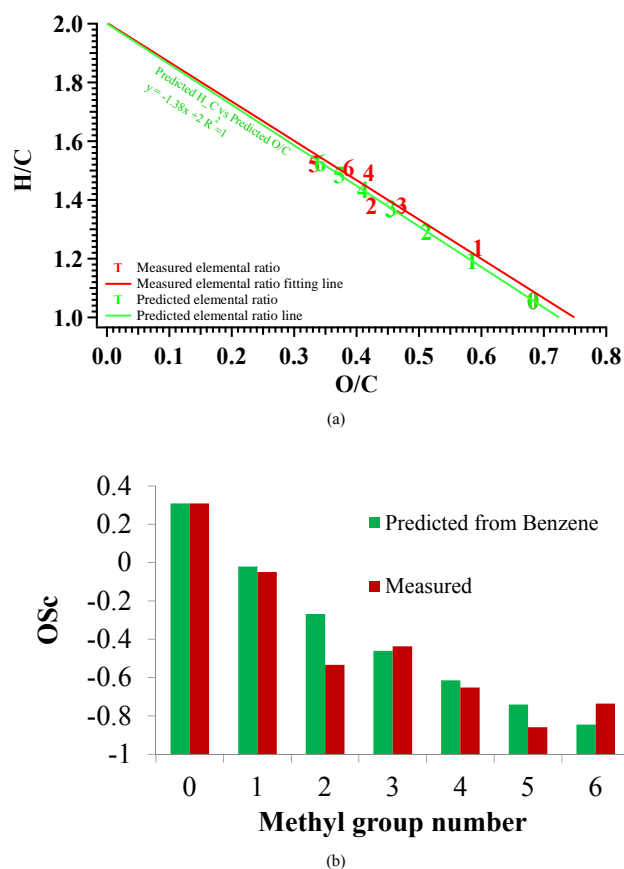 2.0
1.8
1.6
1.4
1.2
1.0
H/C
Predicted H_C vs Predicted O/C
y = -1.38x +2 R²=1
5 6 5 6 4 4 2 3 3 2 1 1 0 0
T Measured elemental ratio
Measured elemental ratio fitting line
T Predicted elemental ratio
Predicted elemental ratio line
0.0 0.1 0.2 0.3 0.4 0.5 0.6 0.7 0.8
O/C
(a)
0.4
0.2
0
-0.2
-0.4
-0.6
-0.8
-1
OSc
Predicted from Benzene
Measured
0 1 2 3 4 5 6
Methyl group number
(b)